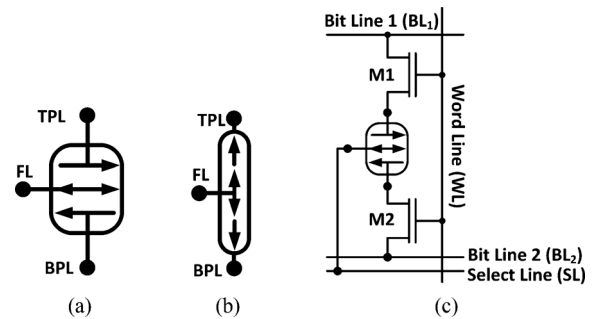 TPL
FL
BPL
(a)
TPL
FL
BPL
(b)
Bit Line 1 (BL₁)
M1
Word Line (WL)
M2
Bit Line 2 (BL₂)
Select Line (SL)
(c)